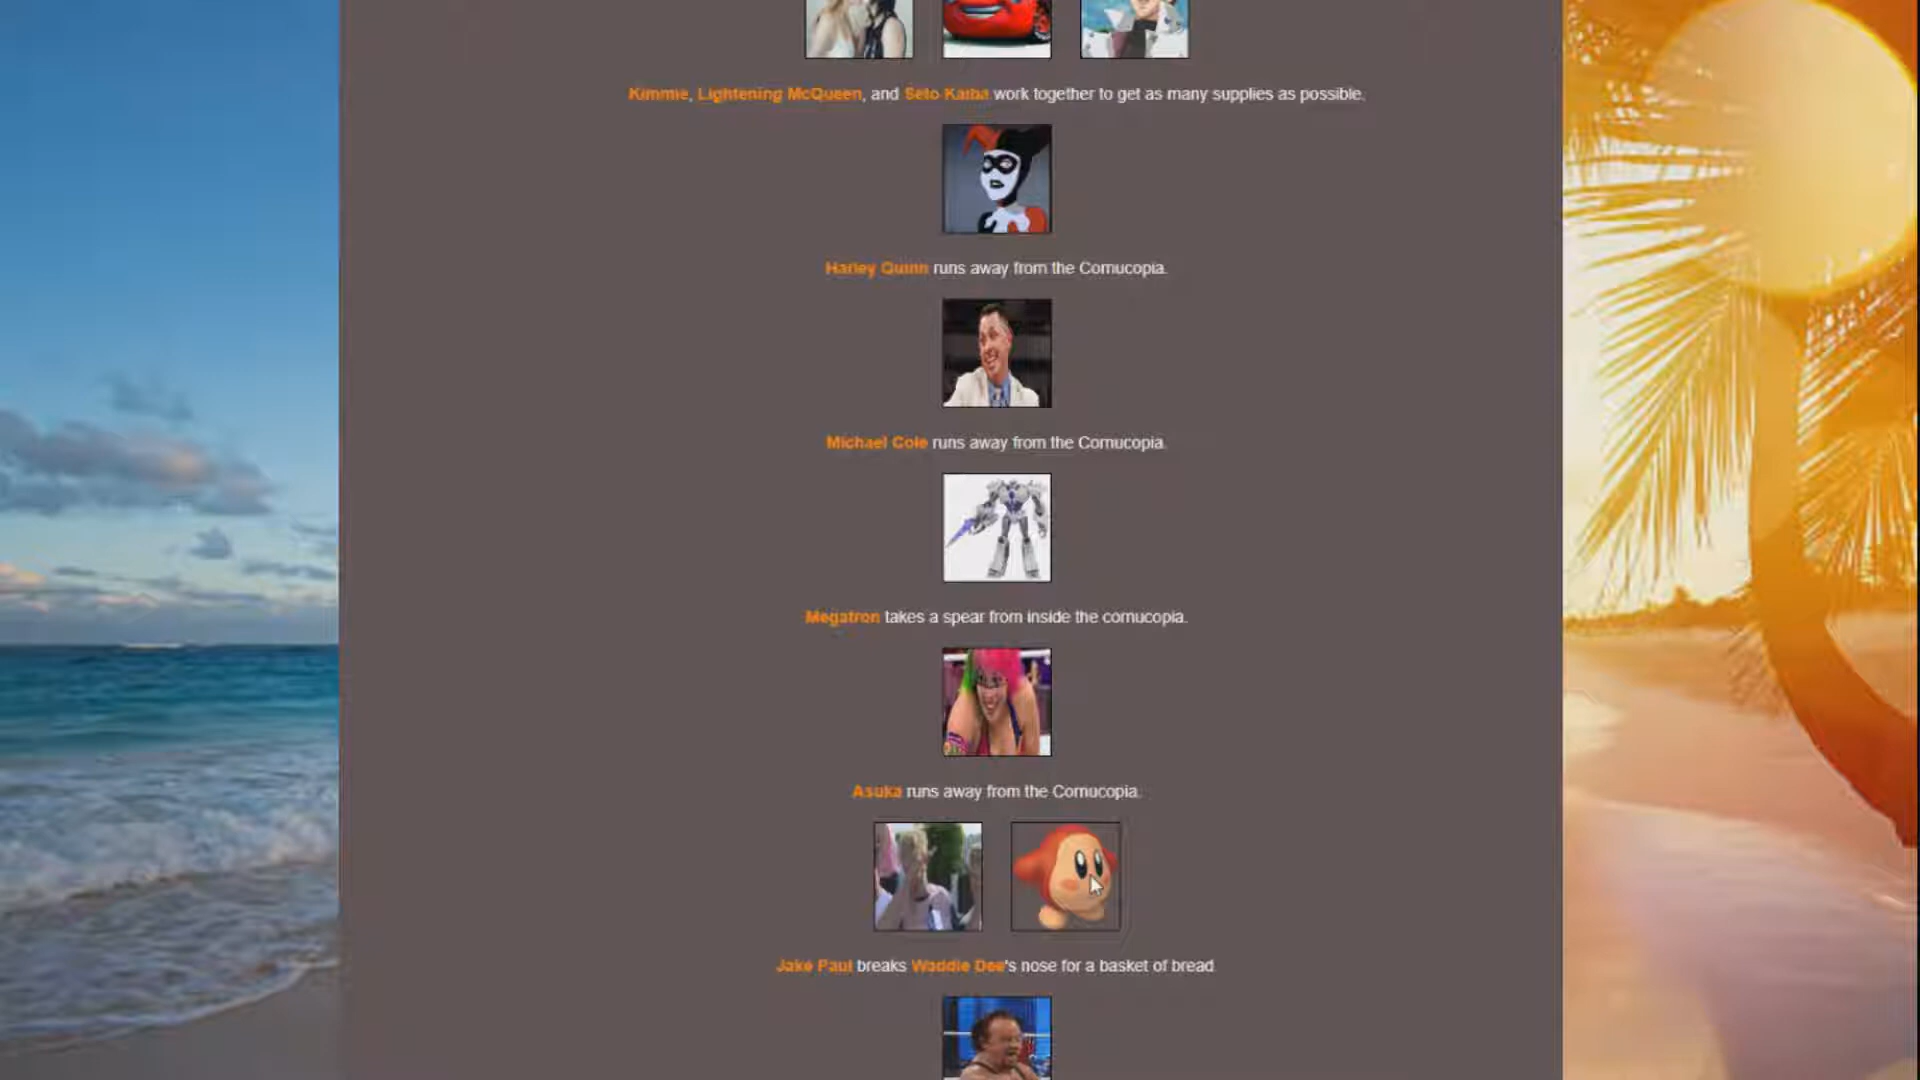 Kimmie, Lightening McQueen, and Seto Kaiba work together to get as many supplies as possible.
Harley Quinn runs away from the Cornucopia.
Michael Cole runs away from the Cornucopia.
Megatron takes a spear from inside the cornucopia.
Asuka runs away from the Cornucopia.
Jake Paul breaks Waddle Dee's nose for a basket of bread.